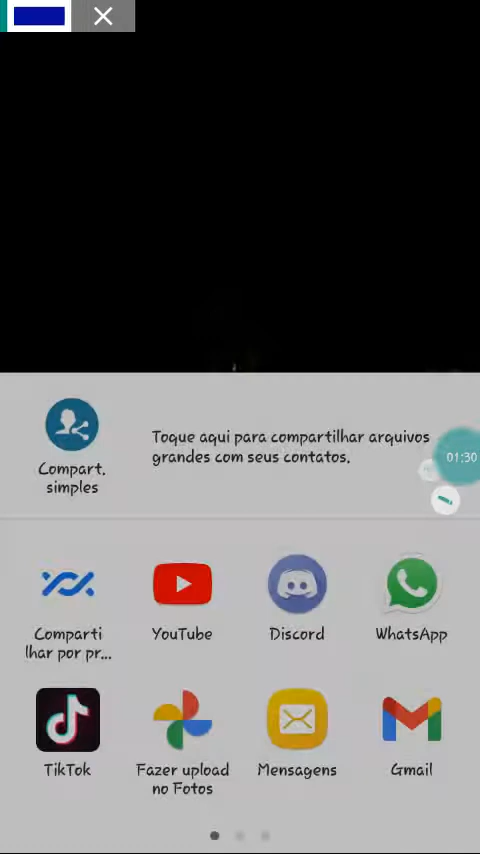 Compart.
simples
Toque aqui para compartilhar arquivos
grandes com seus contatos.
01:30
Comparti
lhar por pr...
YouTube
Discord
WhatsApp
TikTok
Fazer upload
no Fotos
Mensagens
Gmail